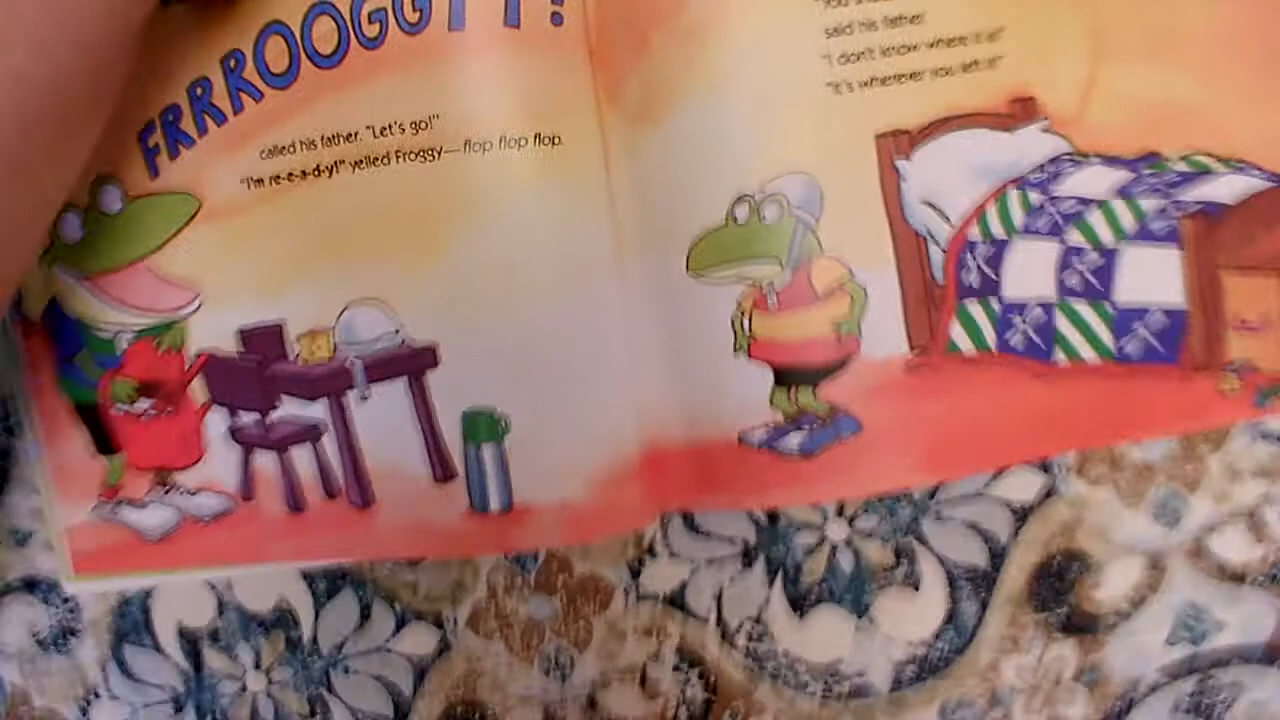 FRRROOGGYY!
called his father. "Let's go!"
"I'm re-e-a-d-y!" yelled Froggy—flop flop flop.
said his father.
"I don't know where it is!"
"It's wherever you left it!"